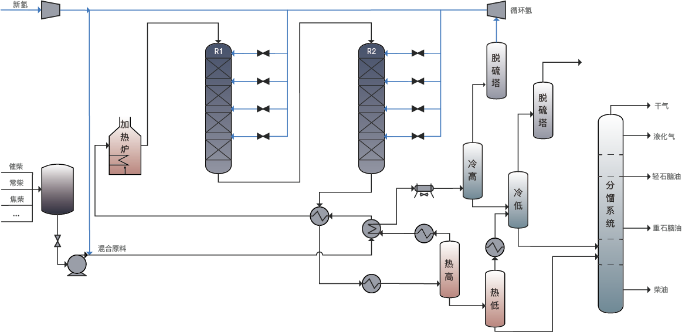 新氢
循环氢
R1
R2
脱硫塔
脱硫塔
加热炉
干气
液化气
催柴
常柴
焦柴
...
冷高
冷低
分馏系统
轻石脑油
重石脑油
混合原料
热高
热低
柴油